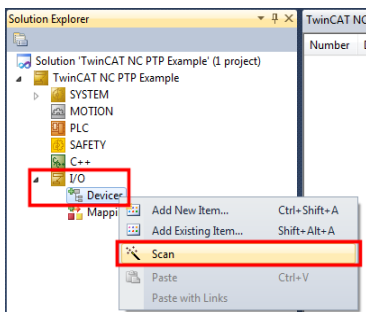 Solution Explorer
TwinCAT NC
Number
Solution 'TwinCAT NC PTP Example' (1 project)
TwinCAT NC PTP Example
SYSTEM
MOTION
PLC
SAFETY
C++
I/O
Devices
Mappi
Add New Item... Ctrl+Shift+A
Add Existing Item... Shift+Alt+A
Scan
Paste Ctrl+V
Paste with Links